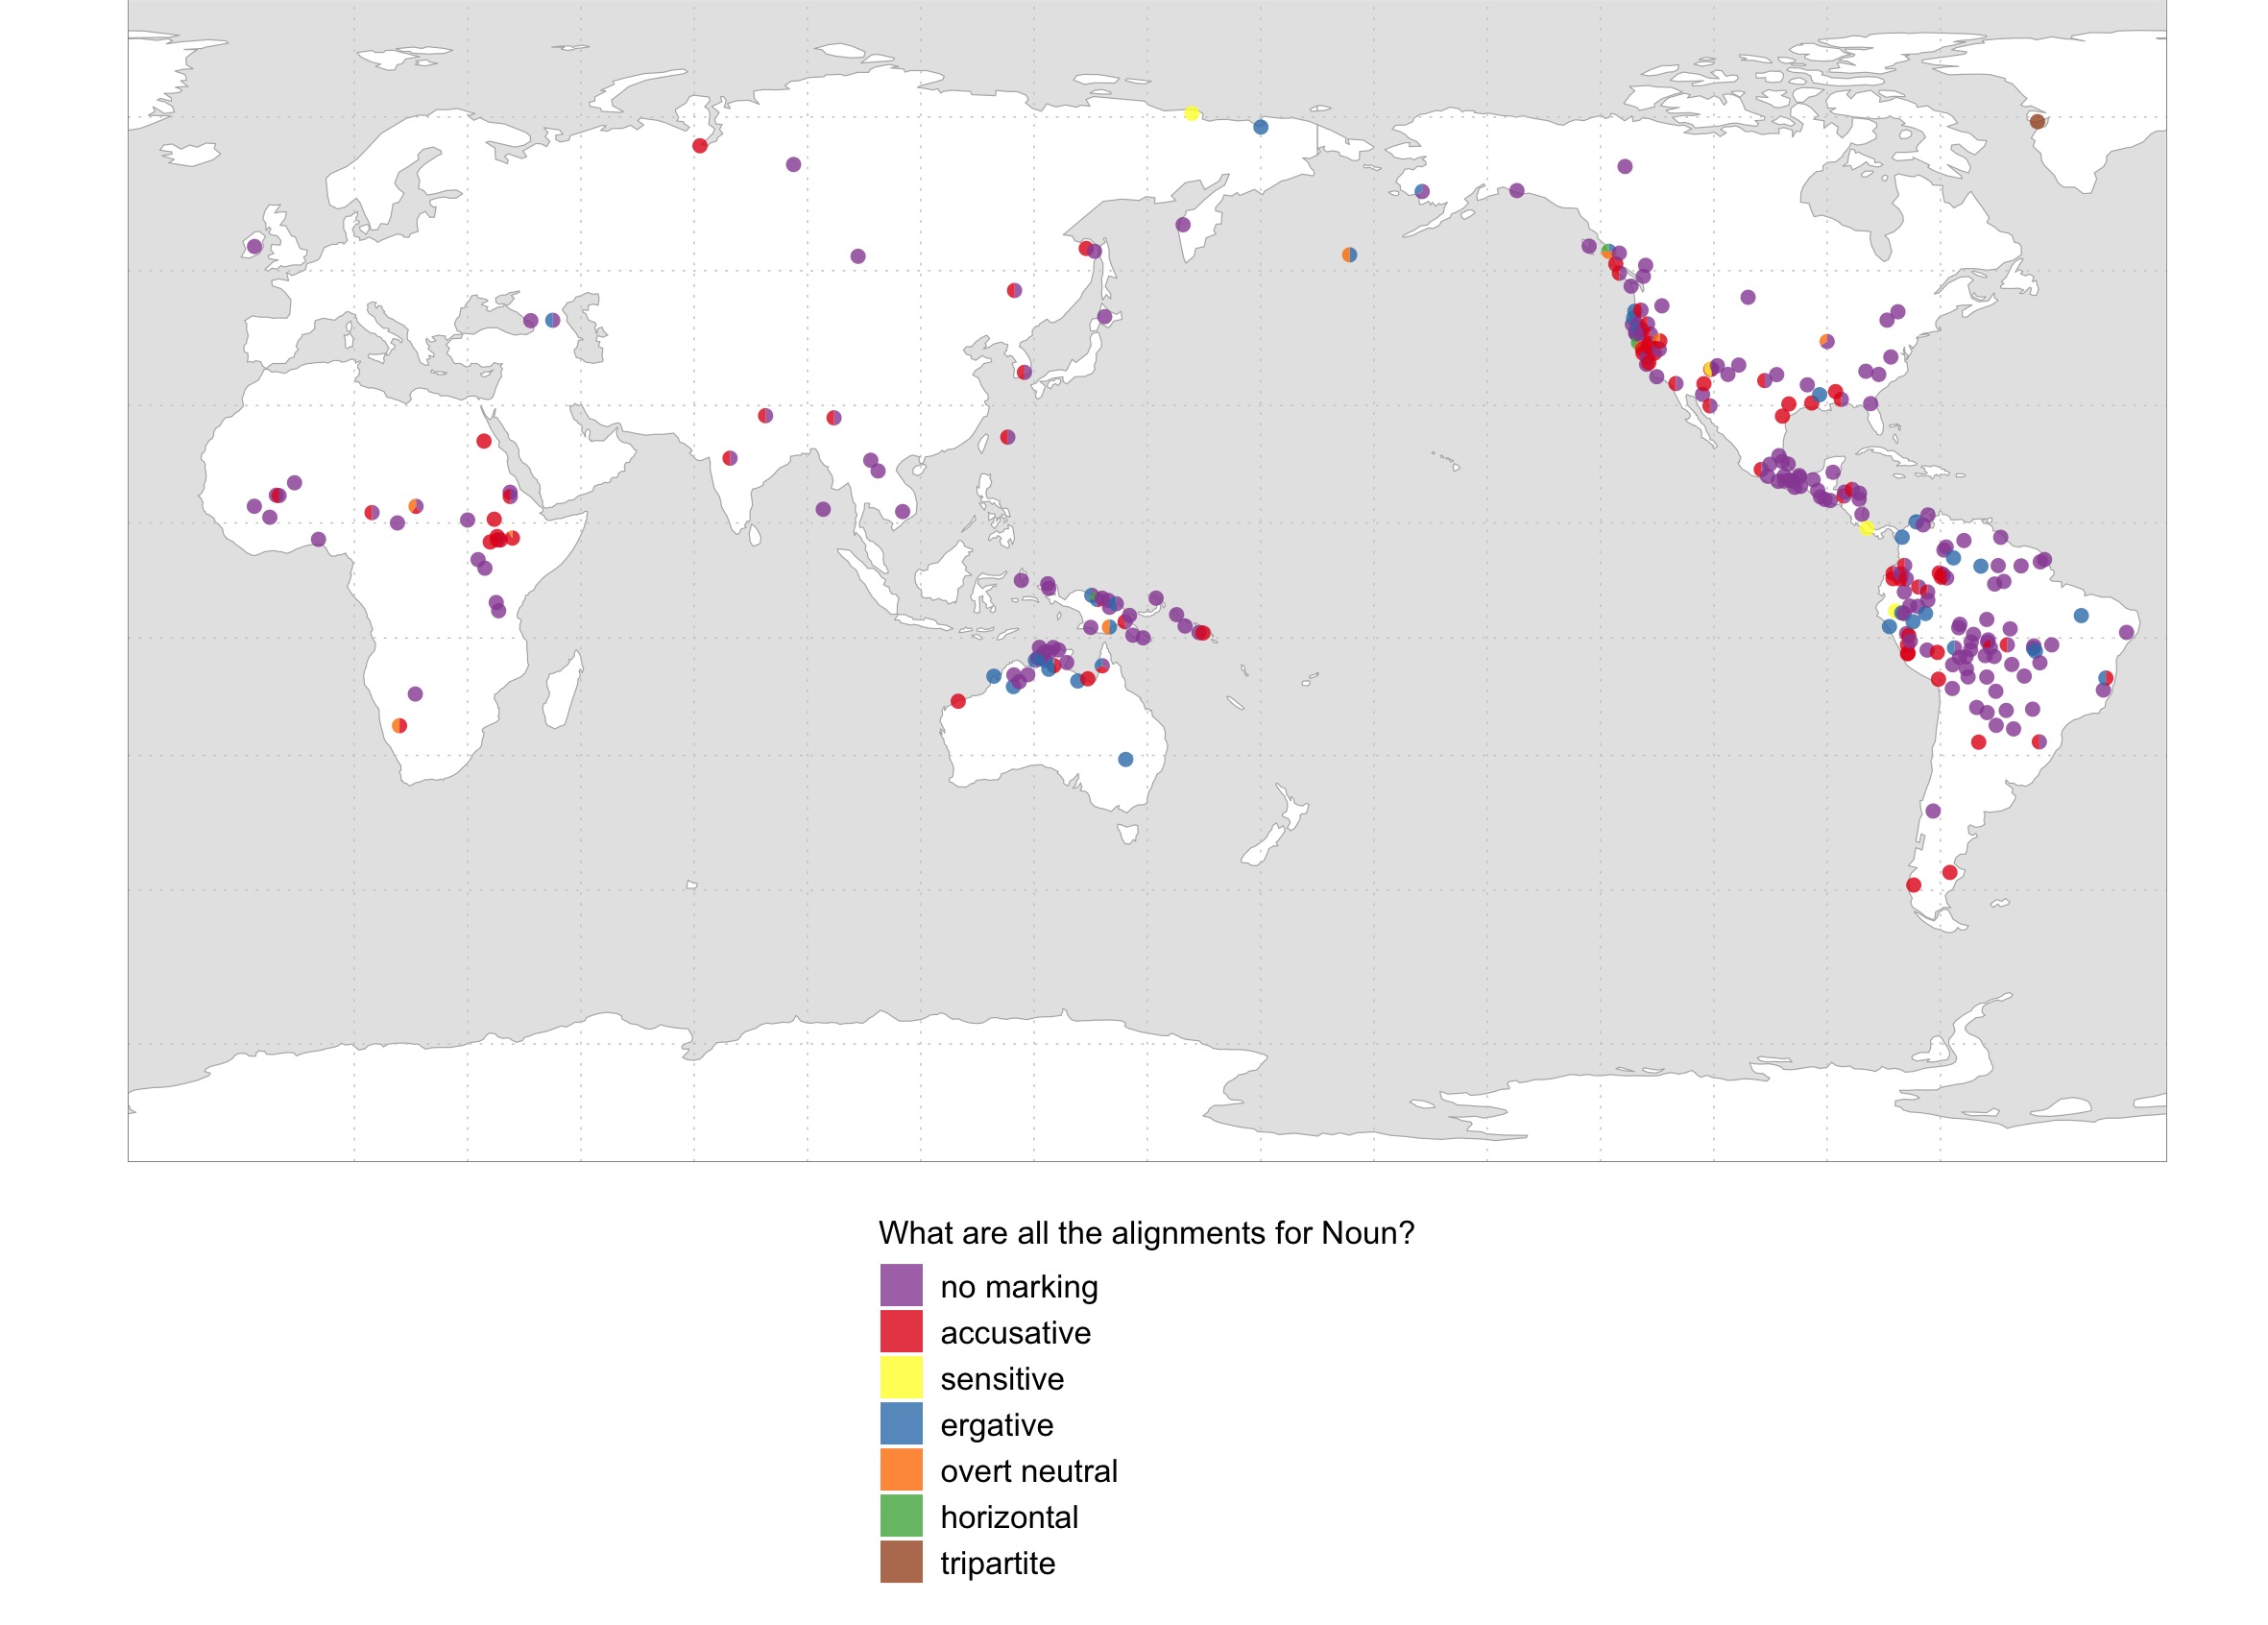 What are all the alignments for Noun?
no marking
accusative
sensitive
ergative
overt neutral
horizontal
tripartite